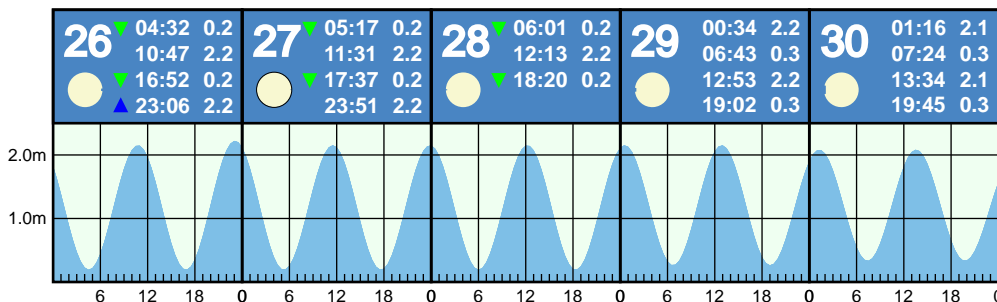 26 ▼ 04:32 0.2
10:47 2.2
▼ 16:52 0.2
▲ 23:06 2.2
27 ▼ 05:17 0.2
11:31 2.2
▼ 17:37 0.2
23:51 2.2
28 ▼ 06:01 0.2
12:13 2.2
▼ 18:20 0.2
29 00:34 2.2
06:43 0.3
12:53 2.2
19:02 0.3
30 01:16 2.1
07:24 0.3
13:34 2.1
19:45 0.3
2.0m
1.0m
6 12 18 0 6 12 18 0 6 12 18 0 6 12 18 0 6 12 18 0